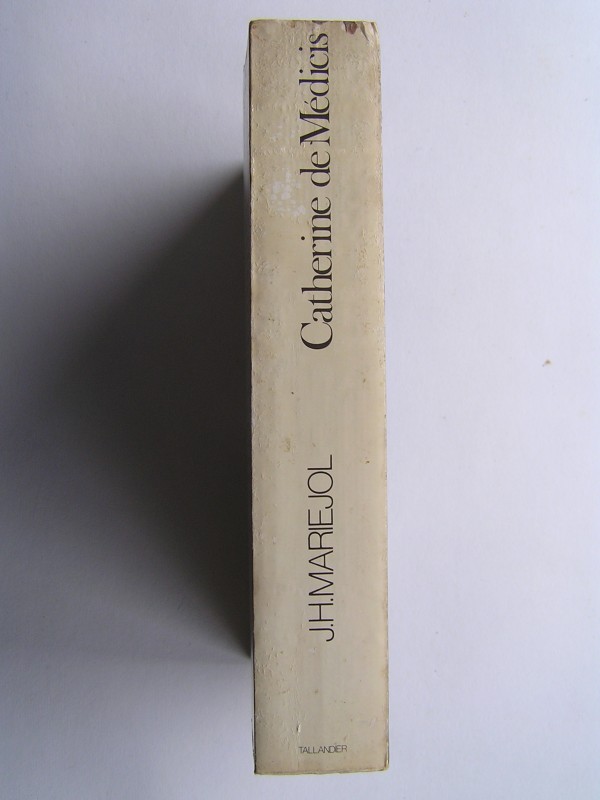 Catherine de Médicis
J.H.MARIEJOL
TALLANDIER